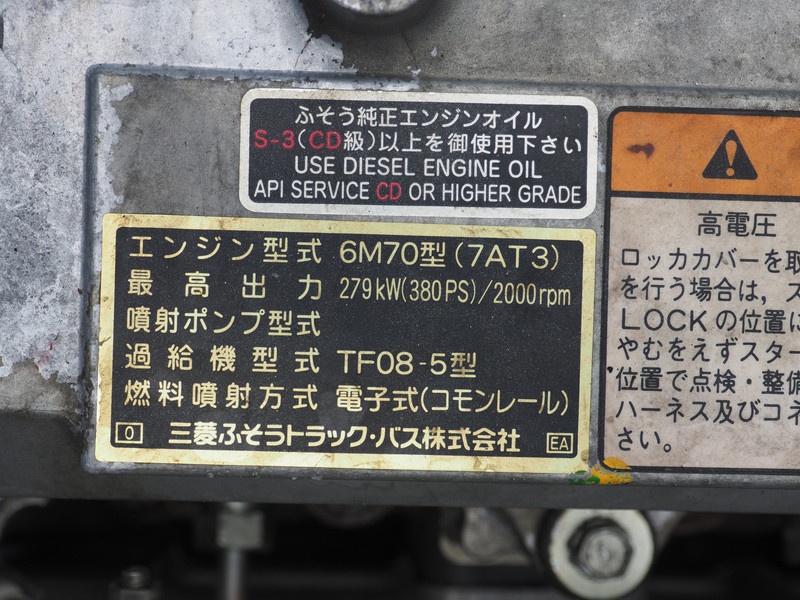 ふそう純正エンジンオイル
S-3(CD級)以上を御使用下さい
USE DIESEL ENGINE OIL
API SERVICE CD OR HIGHER GRADE
エンジン型式 6M70型(7AT3)
最高出力 279kW(380PS)/2000rpm
噴射ポンプ型式
過給機型式 TF08-5型
燃料噴射方式 電子式(コモンレール)
0 三菱ふそうトラック・バス株式会社 EA
高電圧
ロッカカバーを取
を行う場合は,ス
LOCKの位置に
やむをえずスター
位置で点検・整備
ハーネス及びコネ
さい。